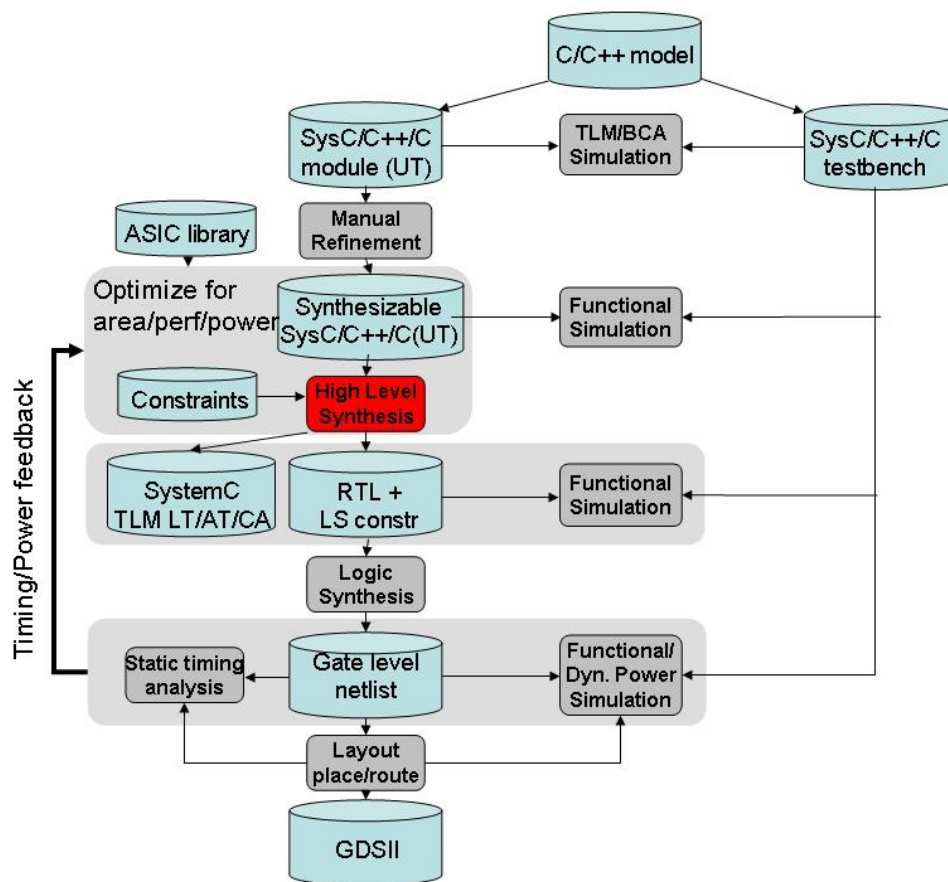 C/C++ model
SysC/C++/C
module (UT)
TLM/BCA
Simulation
SysC/C++/C
testbench
Manual
Refinement
ASIC library
Optimize for
area/perf/power
Synthesizable
SysC/C++/C(UT)
Functional
Simulation
Constraints
High Level
Synthesis
Timing/Power feedback
SystemC
TLM LT/AT/CA
RTL +
LS constr
Functional
Simulation
Logic
Synthesis
Static timing
analysis
Gate level
netlist
Functional/
Dyn. Power
Simulation
Layout
place/route
GDSII